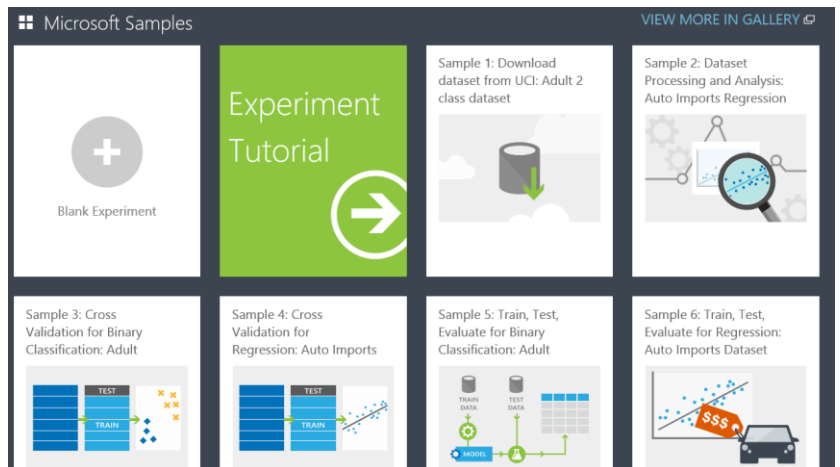 Microsoft Samples
VIEW MORE IN GALLERY
Blank Experiment
Experiment
Tutorial
Sample 1: Download
dataset from UCI: Adult 2
class dataset
Sample 2: Dataset
Processing and Analysis:
Auto Imports Regression
Sample 3: Cross
Validation for Binary
Classification: Adult
TEST
TRAIN
Sample 4: Cross
Validation for
Regression: Auto Imports
TEST
TRAIN
Sample 5: Train, Test,
Evaluate for Binary
Classification: Adult
TRAIN
DATA
TEST
DATA
MODEL
Sample 6: Train, Test,
Evaluate for Regression:
Auto Imports Dataset
$$$